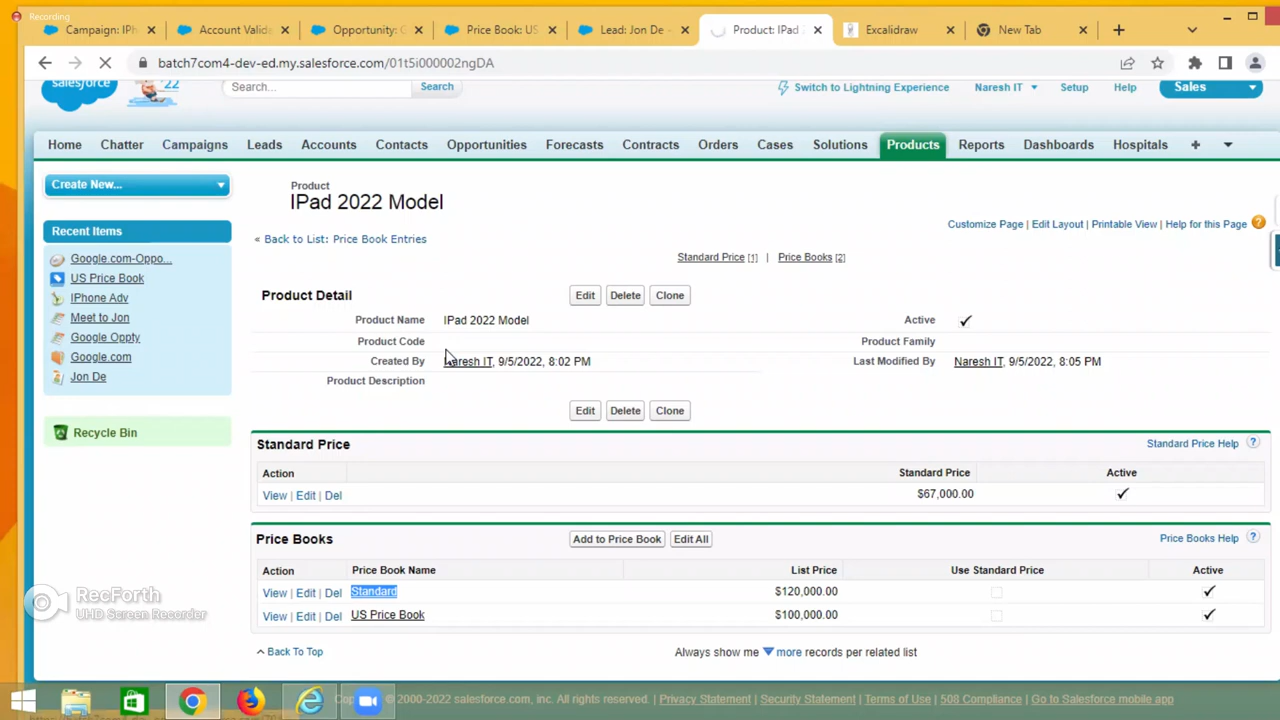 Recording
Campaign: IPh
Account Valid
Opportunity: G
Price Book: US
Lead: Jon De -
Product: IPad
Excalidraw
New Tab
batch7com4-dev-ed.my.salesforce.com/01t5i000002ngDA
salesforce '22
Search...
Search
Switch to Lightning Experience
Naresh IT
Setup
Help
Sales
Home
Chatter
Campaigns
Leads
Accounts
Contacts
Opportunities
Forecasts
Contracts
Orders
Cases
Solutions
Products
Reports
Dashboards
Hospitals
+
Create New...
Recent Items
Google.com-Oppo...
US Price Book
IPhone Adv
Meet to Jon
Google Oppty
Google.com
Jon De
Recycle Bin
Product
IPad 2022 Model
Customize Page | Edit Layout | Printable View | Help for this Page ?
« Back to List: Price Book Entries
Standard Price [1] | Price Books [2]
Product Detail
Edit
Delete
Clone
Product Name IPad 2022 Model
Active
Product Code
Product Family
Created By Naresh IT, 9/5/2022, 8:02 PM
Last Modified By Naresh IT, 9/5/2022, 8:05 PM
Product Description
Edit
Delete
Clone
Standard Price
Standard Price Help ?
Action Standard Price Active
View | Edit | Del $67,000.00
Price Books
Add to Price Book
Edit All
Price Books Help ?
Action Price Book Name List Price Use Standard Price Active
View | Edit | Del Standard $120,000.00
View | Edit | Del US Price Book $100,000.00
Back To Top
Always show me more records per related list
RecForth
UHD Screen Recorder
© 2000-2022 salesforce.com, inc. All rights reserved. | Privacy Statement | Security Statement | Terms of Use | 508 Compliance | Go to Salesforce mobile app